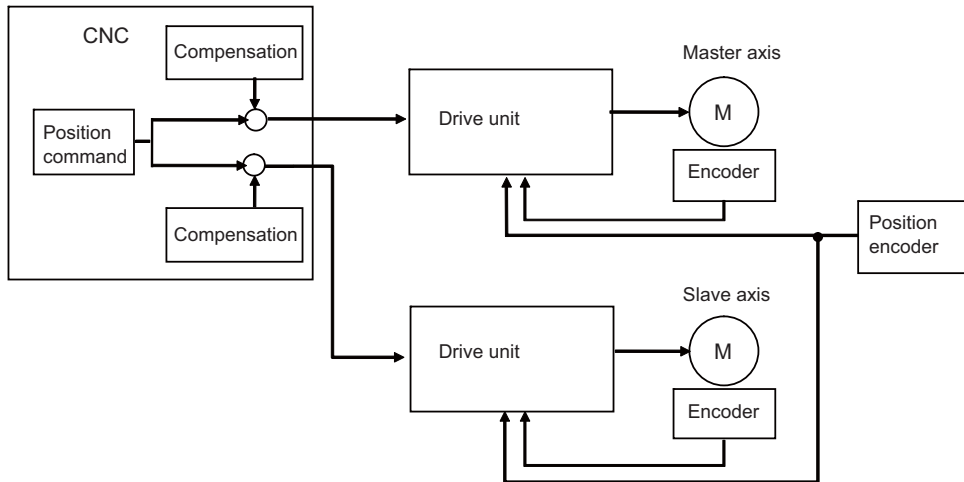 CNC
Compensation
Position
command
Compensation
Drive unit
Master axis
M
Encoder
Position
encoder
Drive unit
Slave axis
M
Encoder